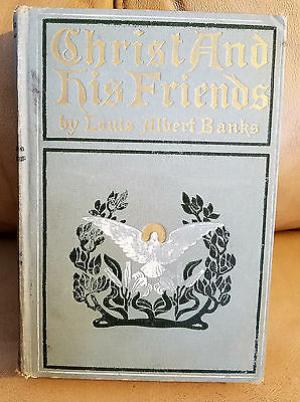 Christ And
his Friends
by Louis Albert Banks